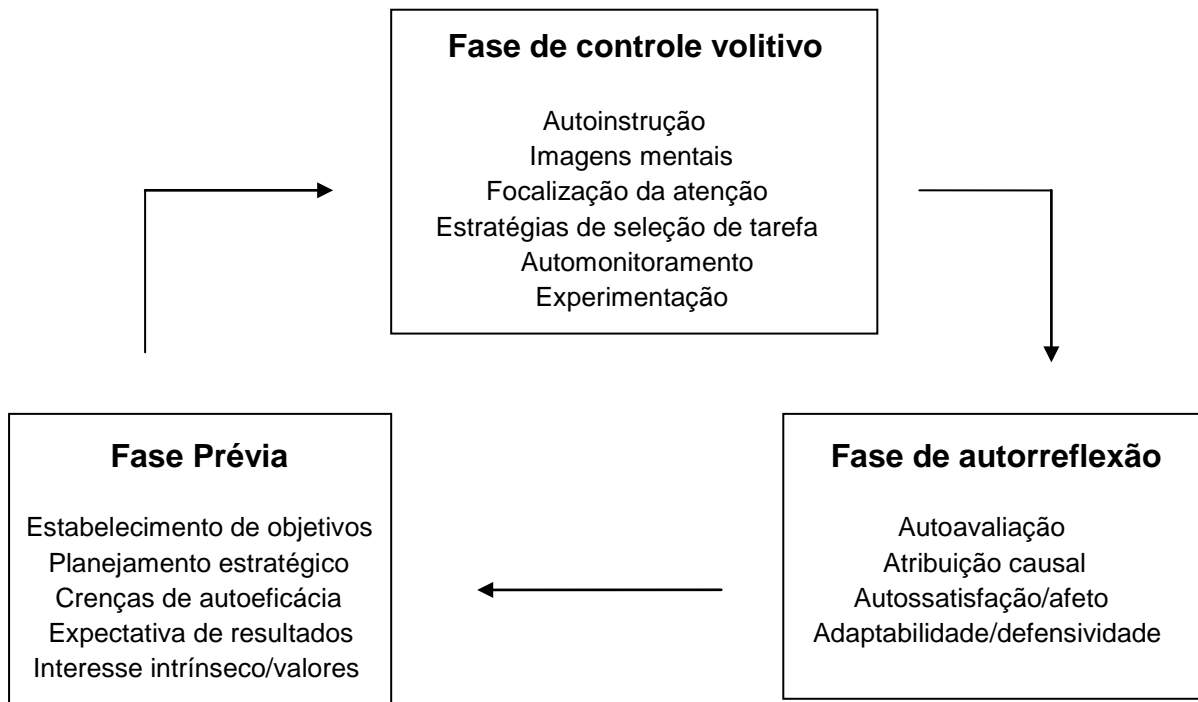 Fase de controle volitivo
Autoinstrução
Imagens mentais
Focalização da atenção
Estratégias de seleção de tarefa
Automonitoramento
Experimentação
Fase Prévia
Estabelecimento de objetivos
Planejamento estratégico
Crenças de autoeficácia
Expectativa de resultados
Interesse intrínseco/valores
Fase de autorreflexão
Autoavaliação
Atribuição causal
Autossatisfação/afeto
Adaptabilidade/defensividade